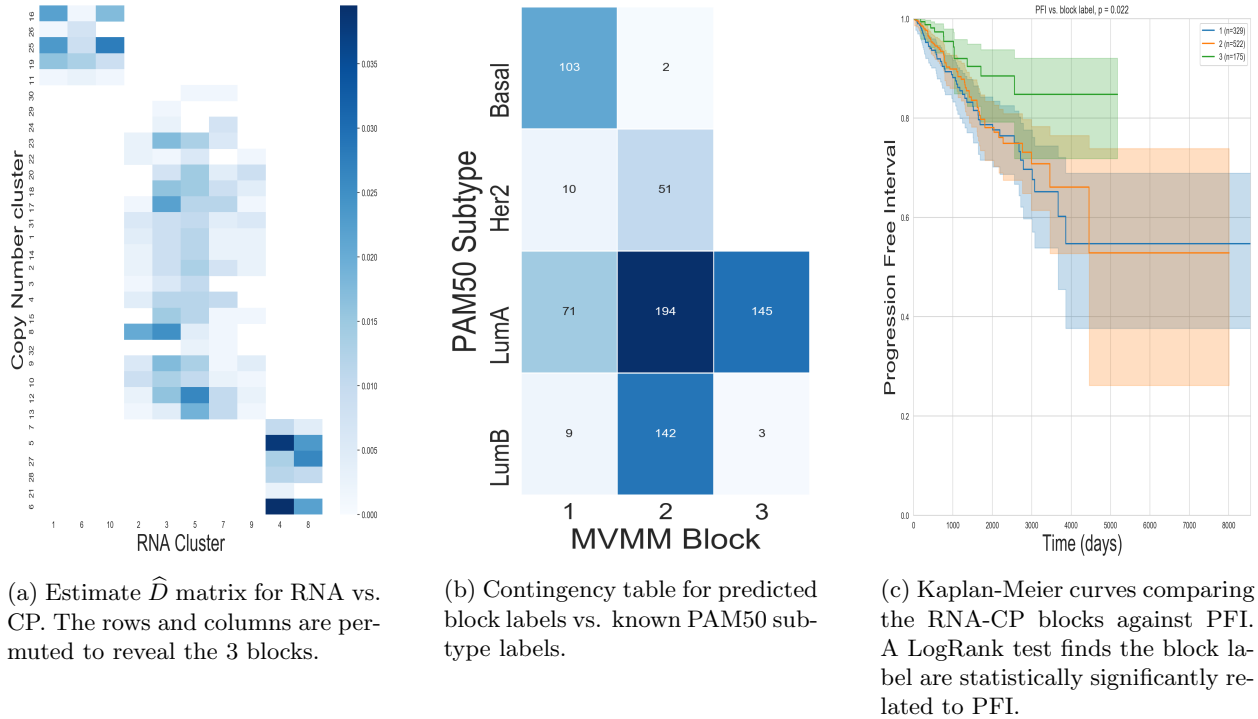 Copy Number cluster
16
26
25
19
11
30
29
24
23
22
20
18
17
31
1
14
2
3
4
15
8
32
9
10
12
13
7
5
27
28
21
6
1 6 10 2 3 5 7 9 4 8
RNA Cluster
0.035
0.030
0.025
0.020
0.015
0.010
0.005
0.000
PAM50 Subtype
Basal
Her2
LumA
LumB
103 2
10 51
71 194 145
9 142 3
1 2 3
MVMM Block
PFI vs. block label, p = 0.022
1 (n=329)
2 (n=522)
3 (n=175)
Progression Free Interval
1.0
0.8
0.6
0.4
0.2
0.0
0 1000 2000 3000 4000 5000 6000 7000 8000
Time (days)
(a) Estimate D̂ matrix for RNA vs.
CP. The rows and columns are per-
muted to reveal the 3 blocks.
(b) Contingency table for predicted
block labels vs. known PAM50 sub-
type labels.
(c) Kaplan-Meier curves comparing
the RNA-CP blocks against PFI.
A LogRank test finds the block la-
bel are statistically significantly re-
lated to PFI.